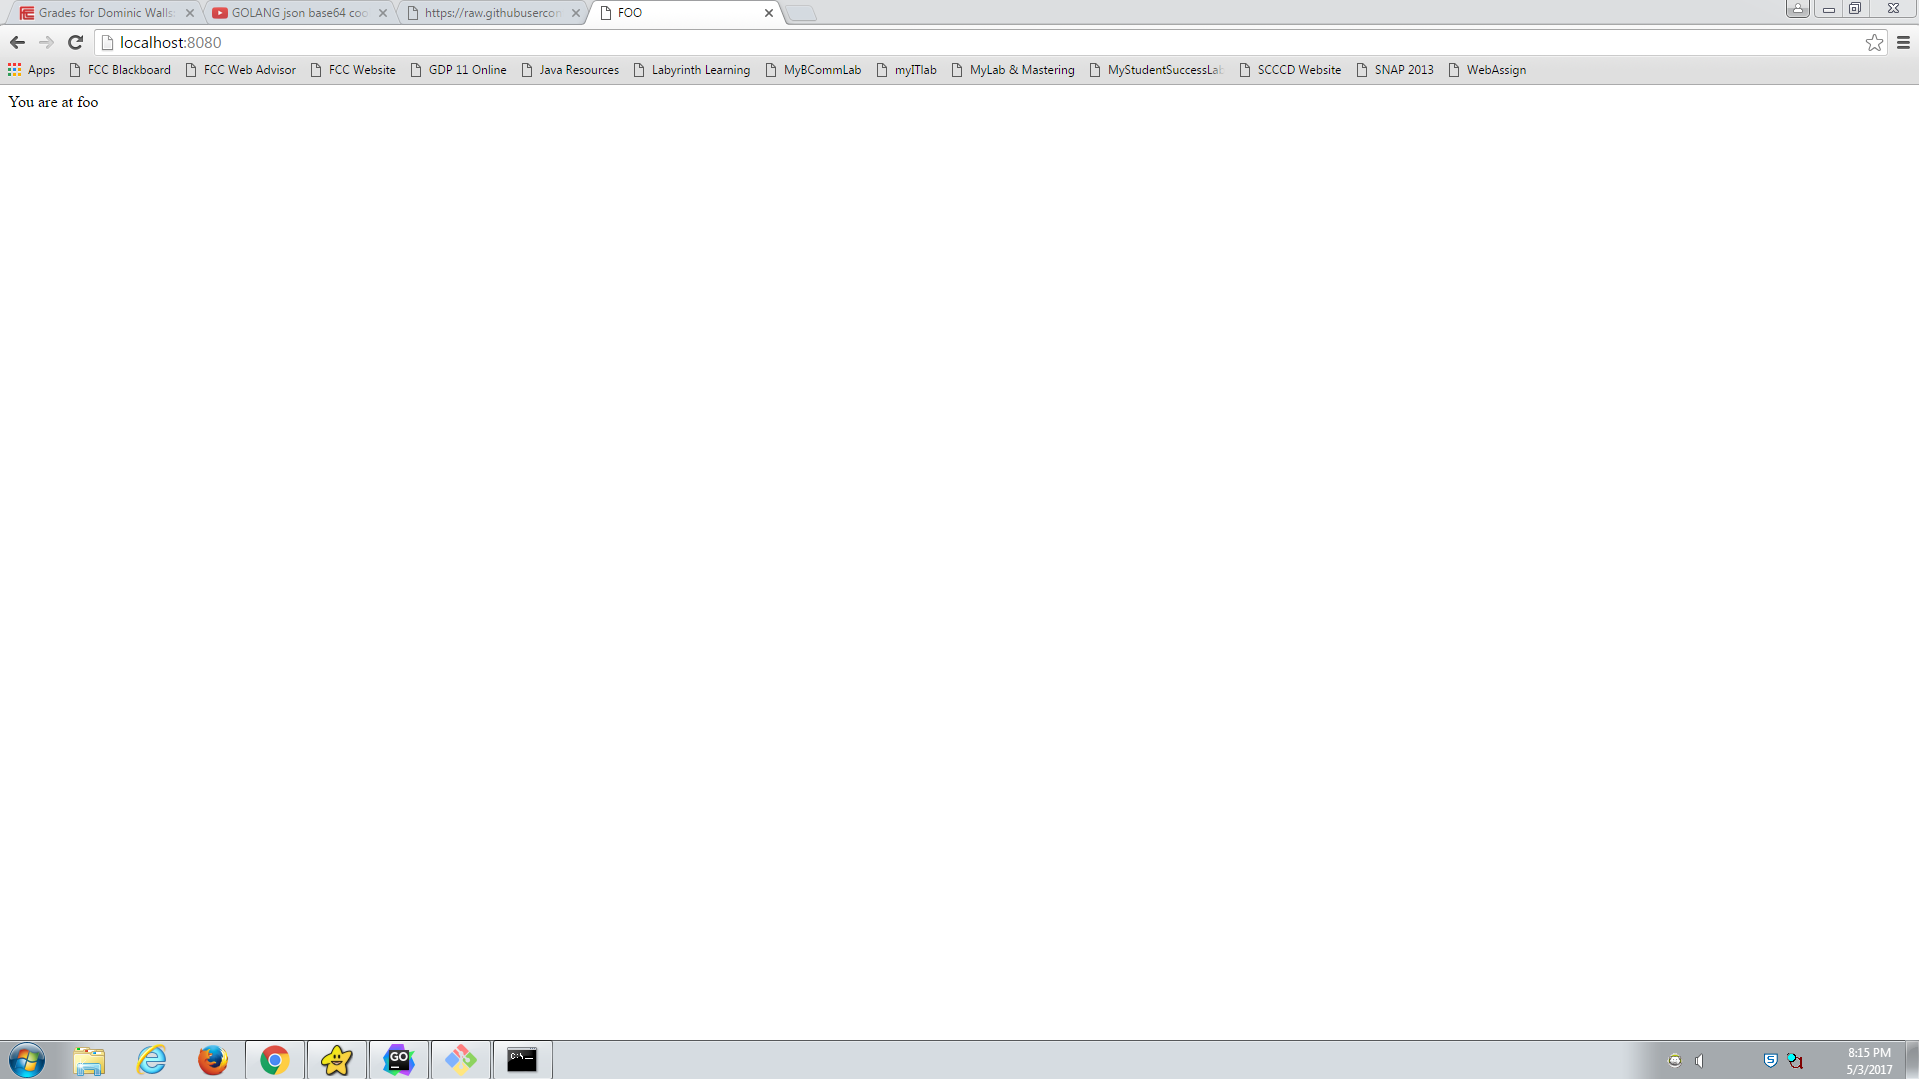 Grades for Dominic Walls
GOLANG json base64 coo
https://raw.githubusercon
FOO
localhost:8080
Apps FCC Blackboard FCC Web Advisor FCC Website GDP 11 Online Java Resources Labyrinth Learning MyBCommLab myITlab MyLab & Mastering MyStudentSuccessLab SCCCD Website SNAP 2013 WebAssign
You are at foo
GO
C:\_
8:15 PM
5/3/2017